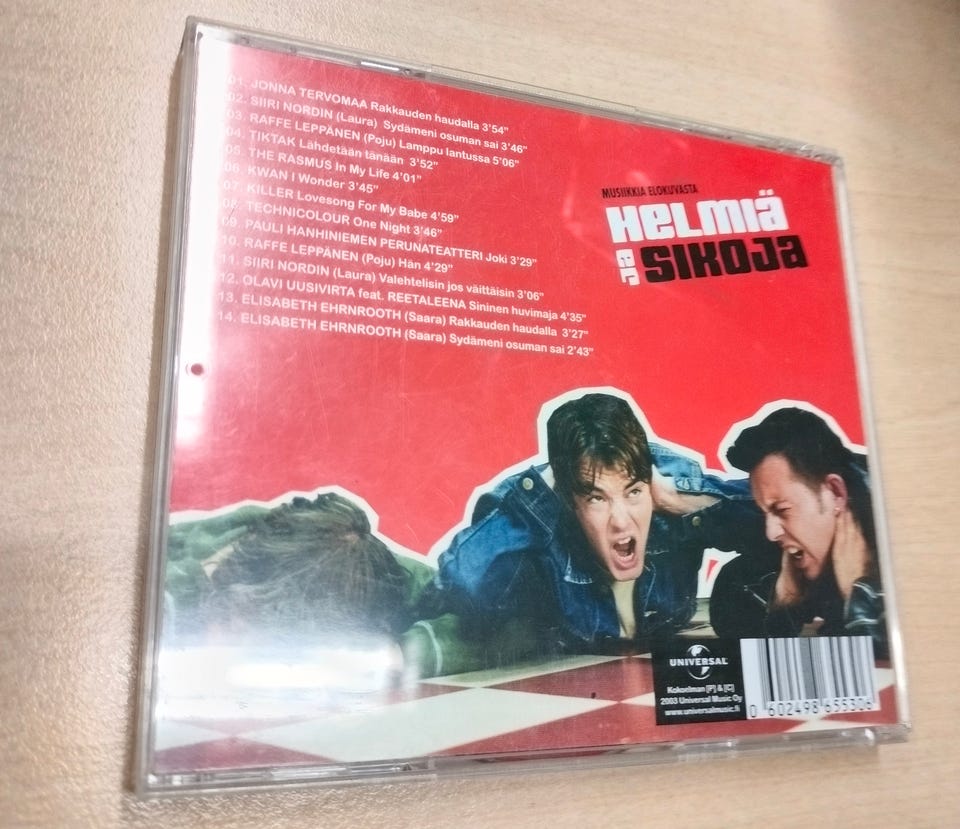 01. JONNA TERVOMAA Rakkauden haudalla 3'54"
02. SIIRI NORDIN (Laura) Sydämeni osuman sai 3'46"
03. RAFFE LEPPÄNEN (Poju) Lamppu lantussa 5'06"
04. TIKTAK Lähdetään tänään 3'52"
05. THE RASMUS In My Life 4'01"
06. KWAN I Wonder 3'45"
07. KILLER Lovesong For My Babe 4'59"
08. TECHNICOLOUR One Night 3'46"
09. PAULI HANHINIEMEN PERUNATEATTERI Joki 3'29"
10. RAFFE LEPPÄNEN (Poju) Hän 4'29"
11. SIIRI NORDIN (Laura) Valehtelisin jos väittäisin 3'06"
12. OLAVI UUSIVIRTA feat. REETALEENA Sininen huvimaja 4'35"
13. ELISABETH EHRNROOTH (Saara) Rakkauden haudalla 3'27"
14. ELISABETH EHRNROOTH (Saara) Sydämeni osuman sai 2'43"
MUSIIKKIA ELOKUVASTA
HELMIÄ
ja SIKOJA
UNIVERSAL
Kokoelman [P] & [C]
2003 Universal Music Oy
www.universalmusic.fi
0 602498 655306